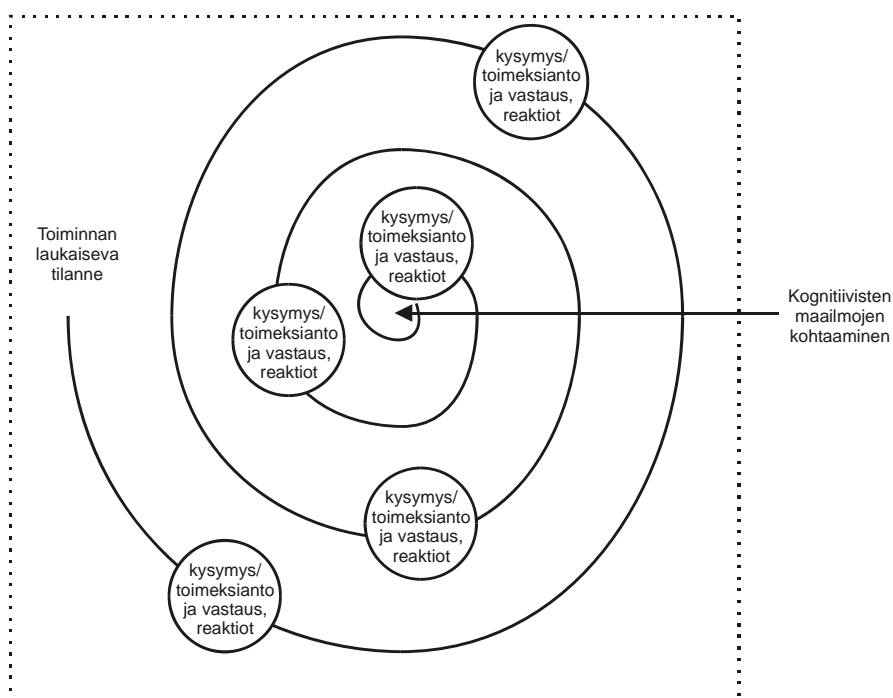 kysymys/
toimeksianto
ja vastaus,
reaktiot
Toiminnan
laukaiseva
tilanne
kysymys/
toimeksianto
ja vastaus,
reaktiot
kysymys/
toimeksianto
ja vastaus,
reaktiot
Kognitiivisten
maailmojen
kohtaaminen
kysymys/
toimeksianto
ja vastaus,
reaktiot
kysymys/
toimeksianto
ja vastaus,
reaktiot